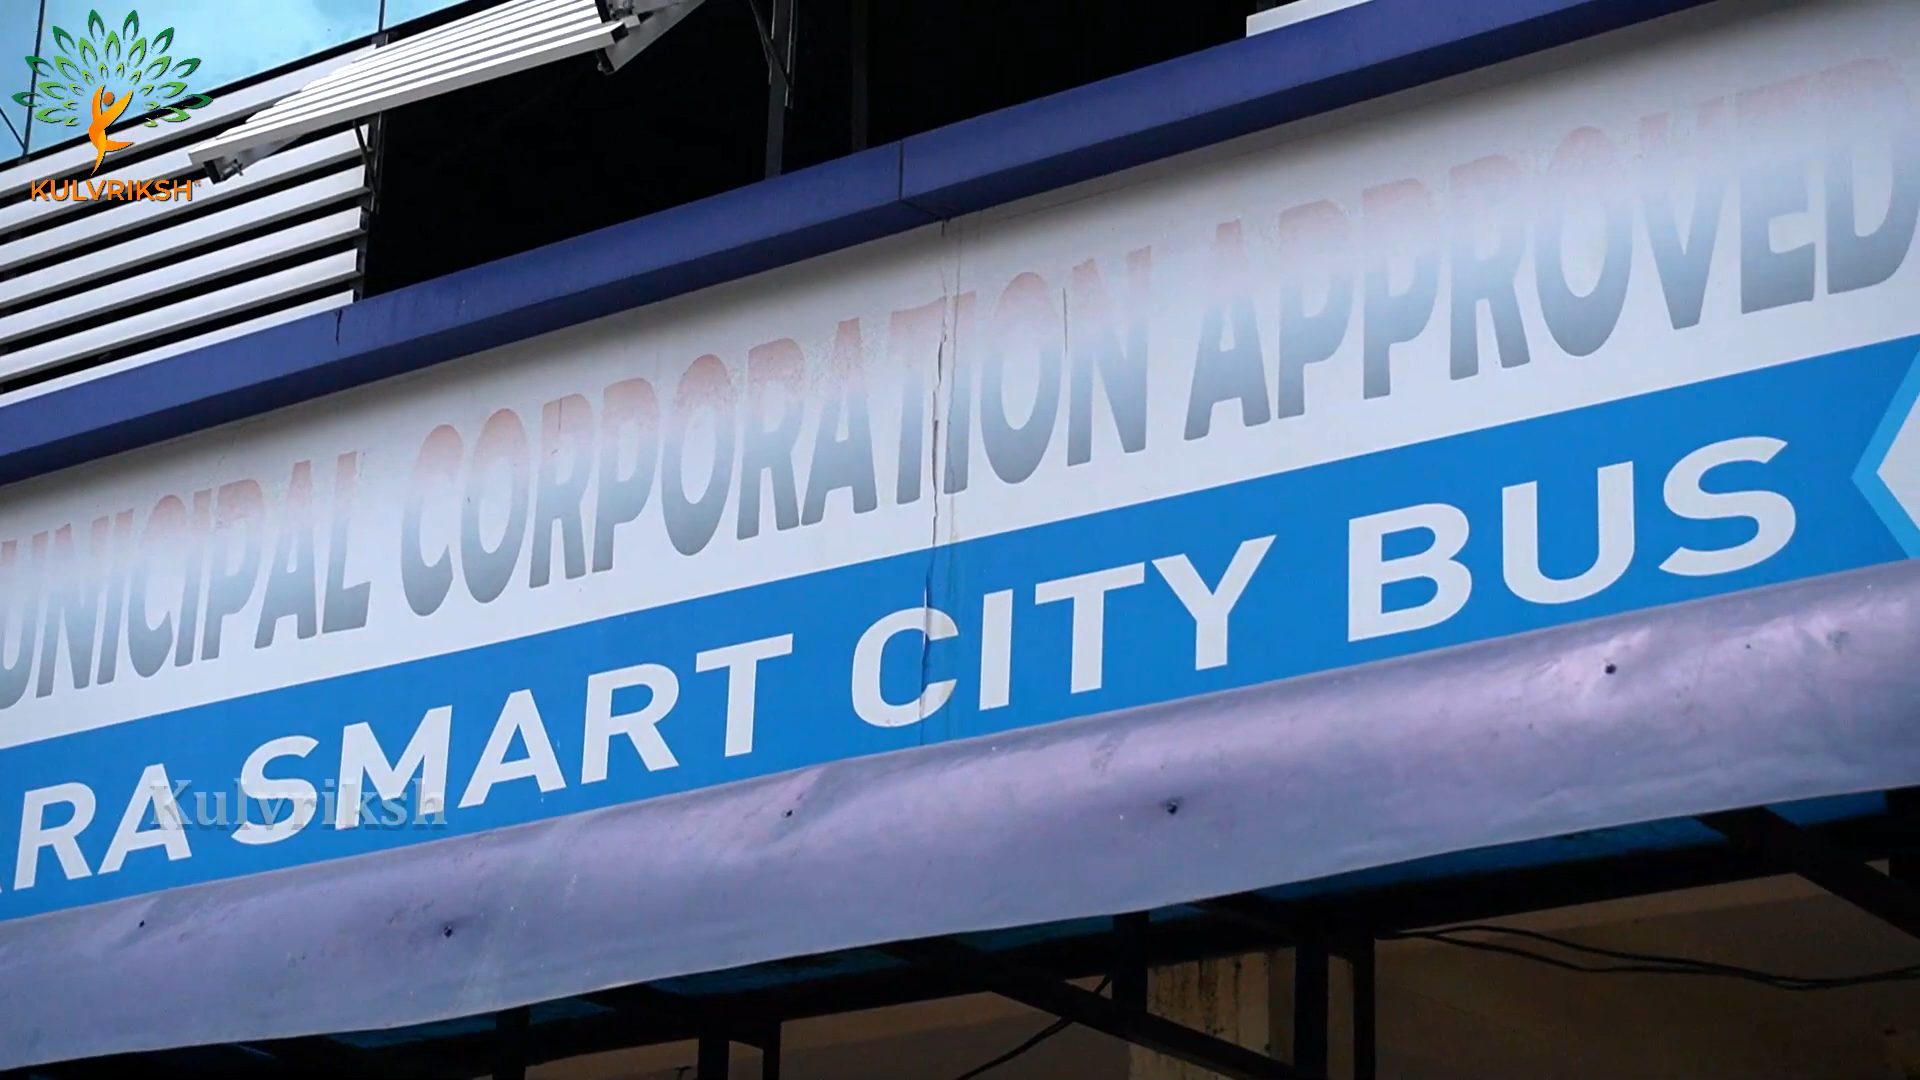 KULVRIKSH
UNICIPAL CORPORATION APPROVED
RA SMART CITY BUS
Kulvriksh